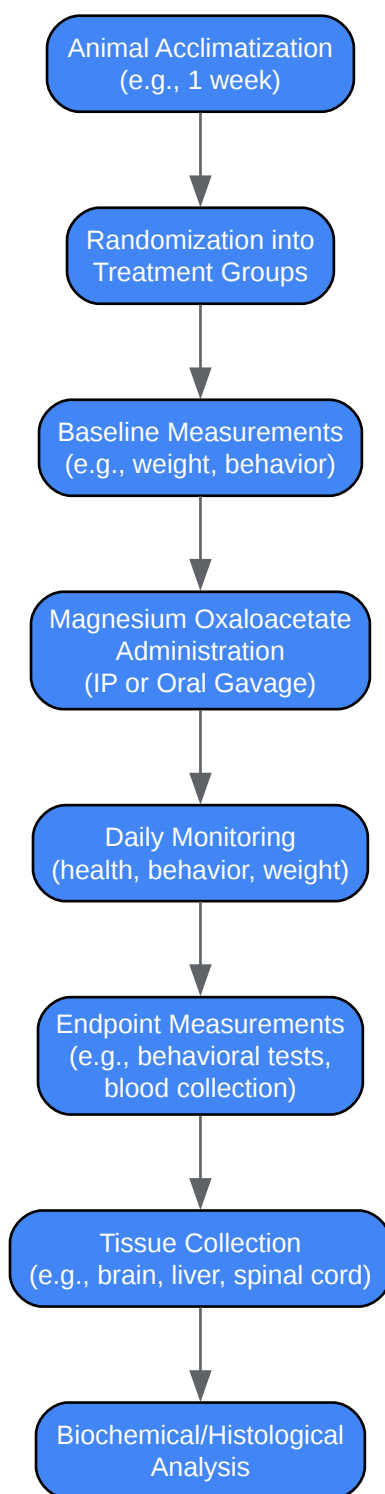 Animal Acclimatization
(e.g., 1 week)
Randomization into
Treatment Groups
Baseline Measurements
(e.g., weight, behavior)
Magnesium Oxaloacetate
Administration
(IP or Oral Gavage)
Daily Monitoring
(health, behavior, weight)
Endpoint Measurements
(e.g., behavioral tests,
blood collection)
Tissue Collection
(e.g., brain, liver, spinal cord)
Biochemical/Histological
Analysis